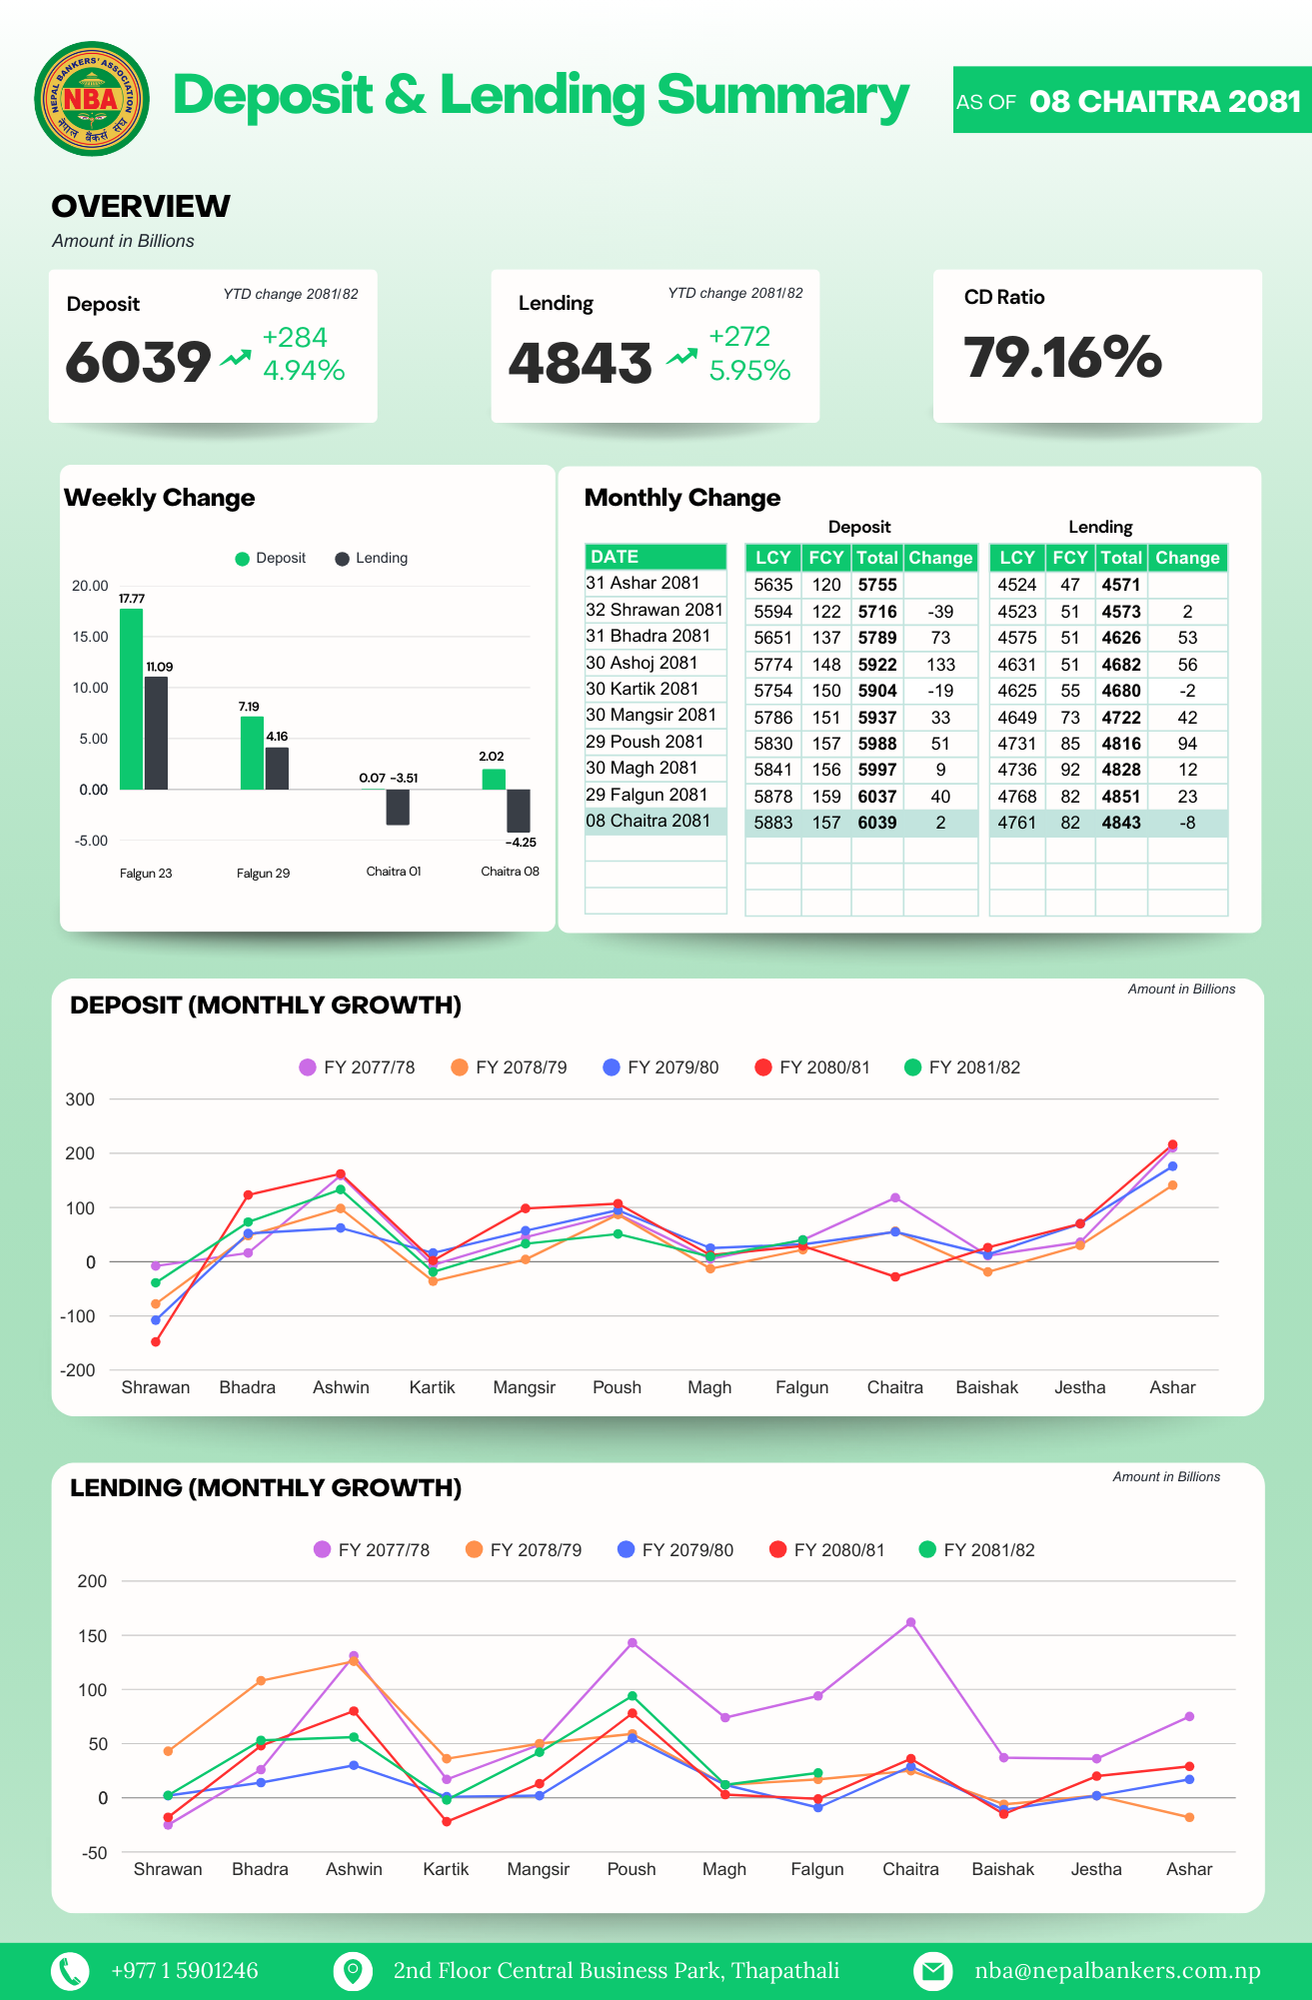 NEPAL BANKERS' ASSOCIATION
NBA
नेपाल बैंकर्स संघ
Deposit & Lending Summary
AS OF 08 CHAITRA 2081
OVERVIEW
Amount in Billions
Deposit
YTD change 2081/82
6039
+284
4.94%
Lending
YTD change 2081/82
4843
+272
5.95%
CD Ratio
79.16%
Weekly Change
Deposit Lending
20.00
15.00
10.00
5.00
0.00
-5.00
17.77
11.09
7.19
4.16
0.07 -3.51
2.02
-4.25
Falgun 23 Falgun 29 Chaitra 01 Chaitra 08
Monthly Change
Deposit Lending
DATE LCY FCY Total Change LCY FCY Total Change
31 Ashar 2081 5635 120 5755 4524 47 4571
32 Shrawan 2081 5594 122 5716 -39 4523 51 4573 2
31 Bhadra 2081 5651 137 5789 73 4575 51 4626 53
30 Ashoj 2081 5774 148 5922 133 4631 51 4682 56
30 Kartik 2081 5754 150 5904 -19 4625 55 4680 -2
30 Mangsir 2081 5786 151 5937 33 4649 73 4722 42
29 Poush 2081 5830 157 5988 51 4731 85 4816 94
30 Magh 2081 5841 156 5997 9 4736 92 4828 12
29 Falgun 2081 5878 159 6037 40 4768 82 4851 23
08 Chaitra 2081 5883 157 6039 2 4761 82 4843 -8
DEPOSIT (MONTHLY GROWTH)
Amount in Billions
FY 2077/78 FY 2078/79 FY 2079/80 FY 2080/81 FY 2081/82
300
200
100
0
-100
-200
Shrawan Bhadra Ashwin Kartik Mangsir Poush Magh Falgun Chaitra Baishak Jestha Ashar
LENDING (MONTHLY GROWTH)
Amount in Billions
FY 2077/78 FY 2078/79 FY 2079/80 FY 2080/81 FY 2081/82
200
150
100
50
0
-50
Shrawan Bhadra Ashwin Kartik Mangsir Poush Magh Falgun Chaitra Baishak Jestha Ashar
+977 1 5901246 2nd Floor Central Business Park, Thapathali nba@nepalbankers.com.np